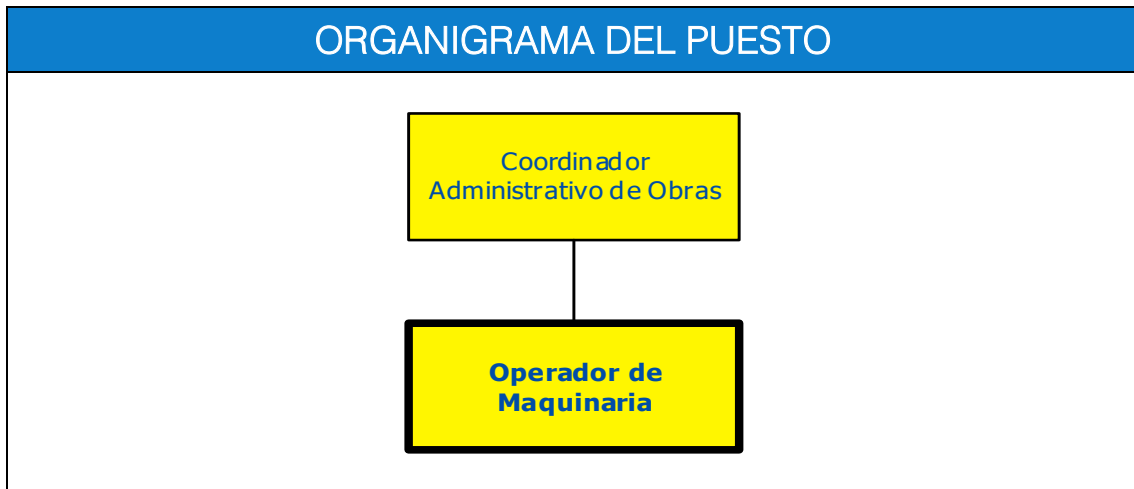 ORGANIGRAMA DEL PUESTO
Coordinador
Administrativo de Obras
Operador de
Maquinaria